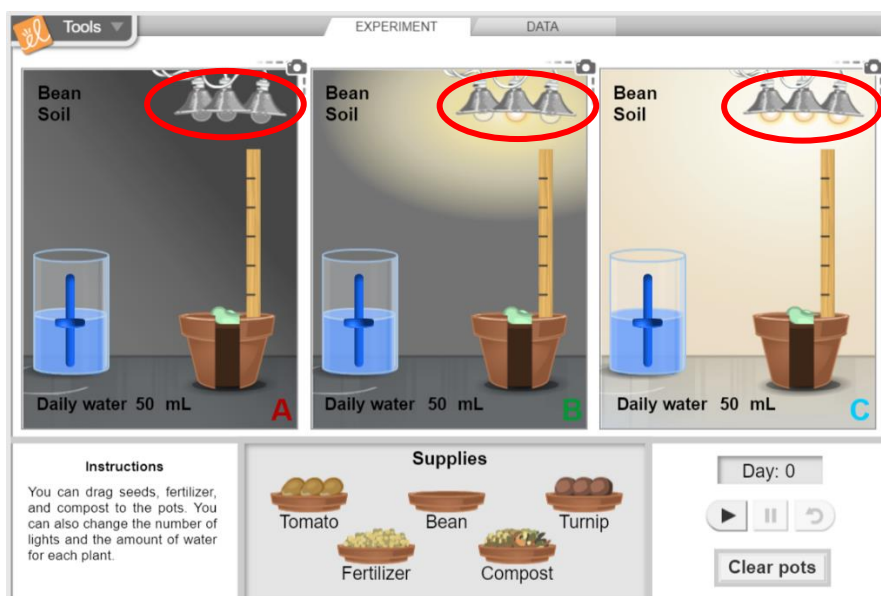 Tools
EXPERIMENT
DATA
Bean
Soil
Daily water 50 mL
A
Bean
Soil
Daily water 50 mL
B
Bean
Soil
Daily water 50 mL
C
Instructions
You can drag seeds, fertilizer,
and compost to the pots. You
can also change the number of
lights and the amount of water
for each plant.
Supplies
Tomato
Bean
Turnip
Fertilizer
Compost
Day: 0
Clear pots